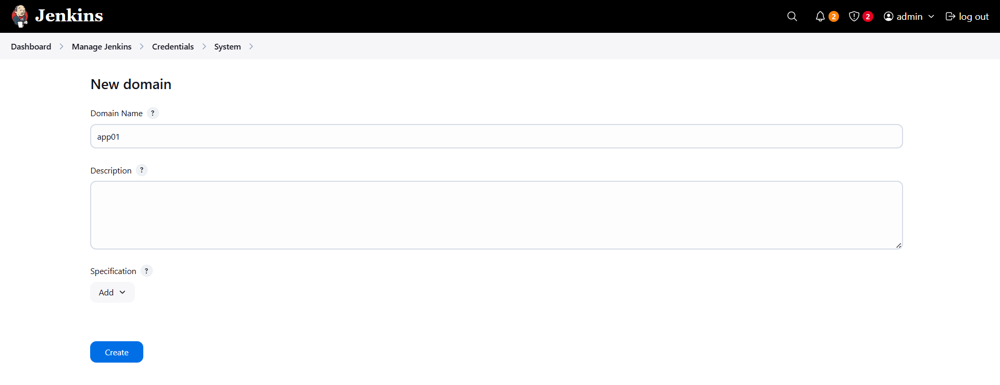 Jenkins
2 2 admin log out
Dashboard Manage Jenkins Credentials System
New domain
Domain Name ?
app01
Description ?
Specification ?
Add
Create